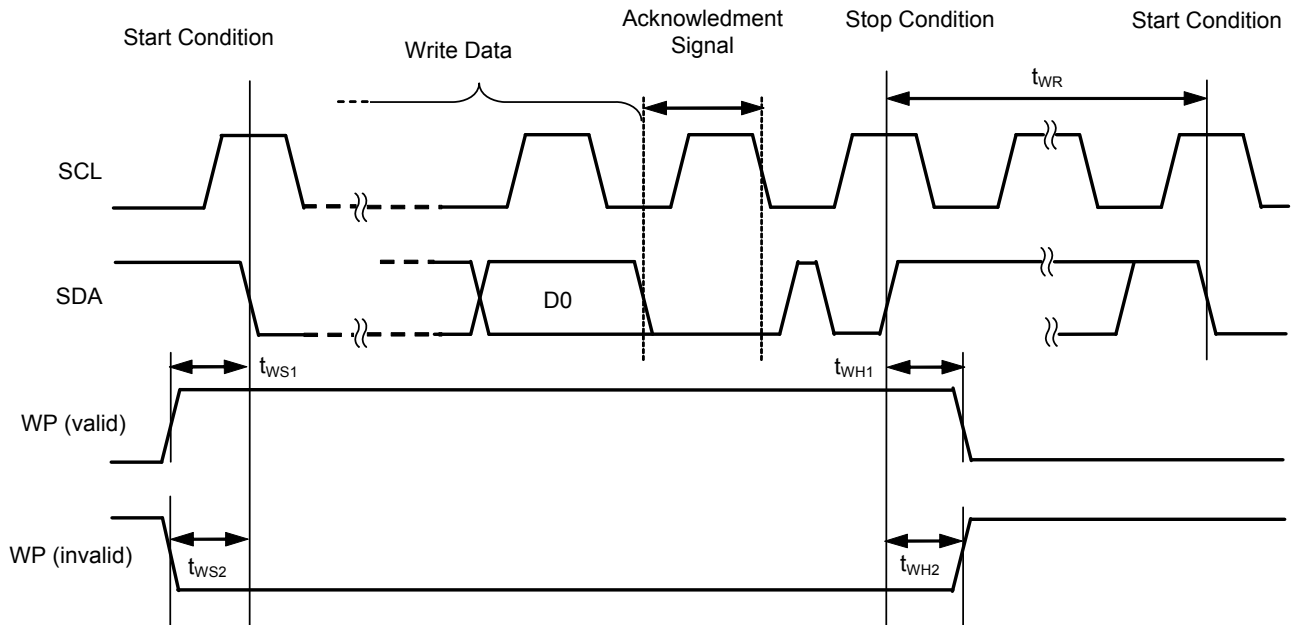 Start Condition
Write Data
Acknowledment
Signal
Stop Condition
Start Condition
tWR
SCL
SDA
D0
tWS1
tWH1
WP (valid)
WP (invalid)
tWS2
tWH2